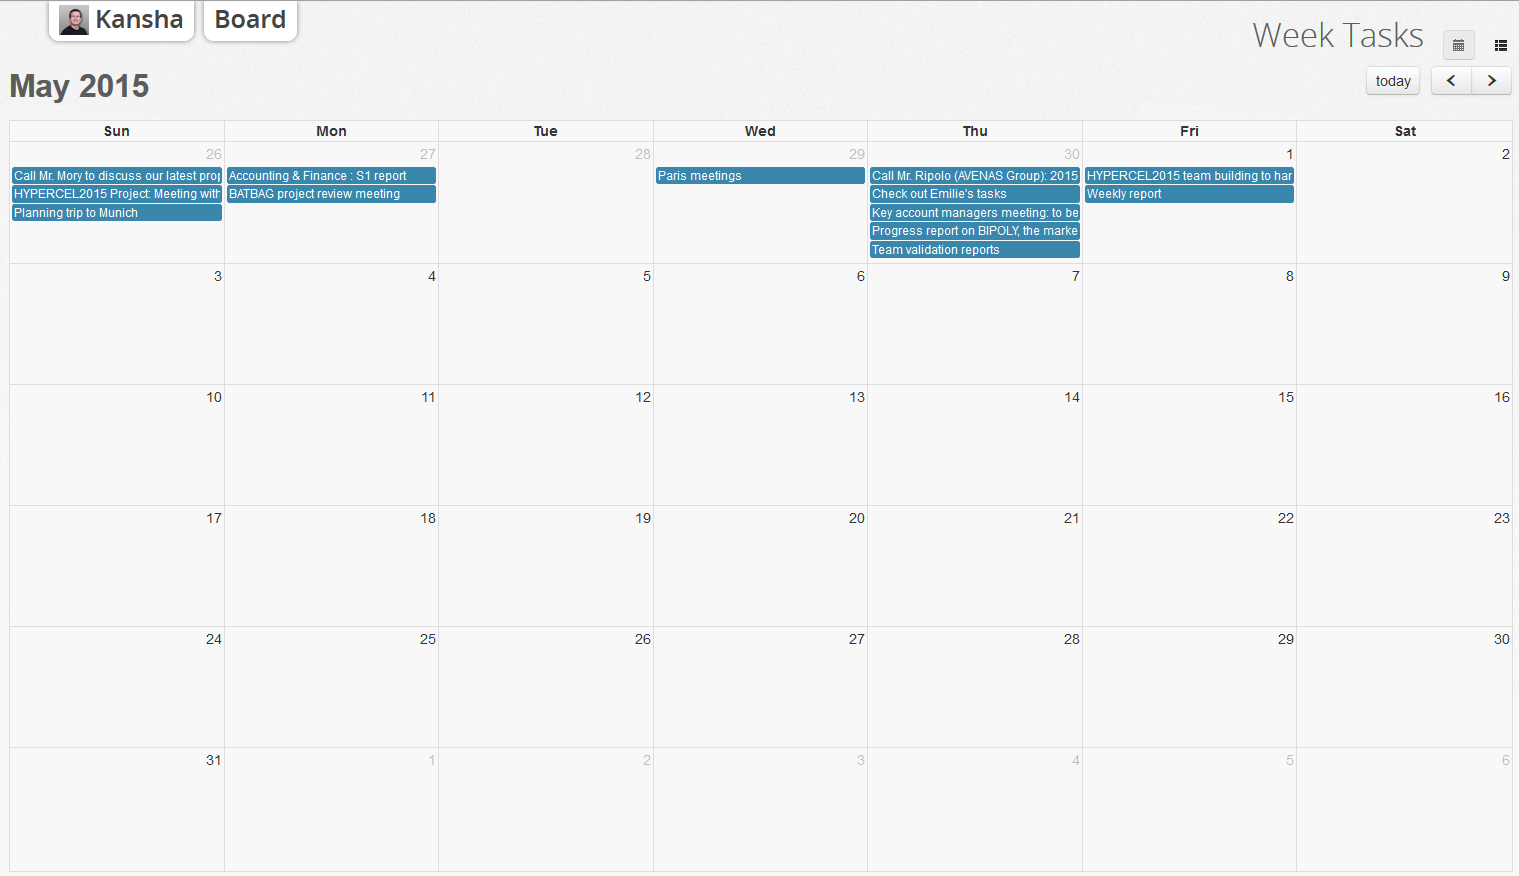 Kansha Board
Week Tasks
May 2015
today
Sun Mon Tue Wed Thu Fri Sat
26 27 28 29 30 1 2
Call Mr. Mory to discuss our latest prop
HYPERCEL2015 Project: Meeting with
Planning trip to Munich
Accounting & Finance : S1 report
BATBAG project review meeting
Paris meetings
Call Mr. Ripolo (AVENAS Group): 2015
Check out Emilie's tasks
Key account managers meeting: to be
Progress report on BIPOLY, the marke
Team validation reports
HYPERCEL2015 team building to har
Weekly report
3 4 5 6 7 8 9
10 11 12 13 14 15 16
17 18 19 20 21 22 23
24 25 26 27 28 29 30
31 1 2 3 4 5 6